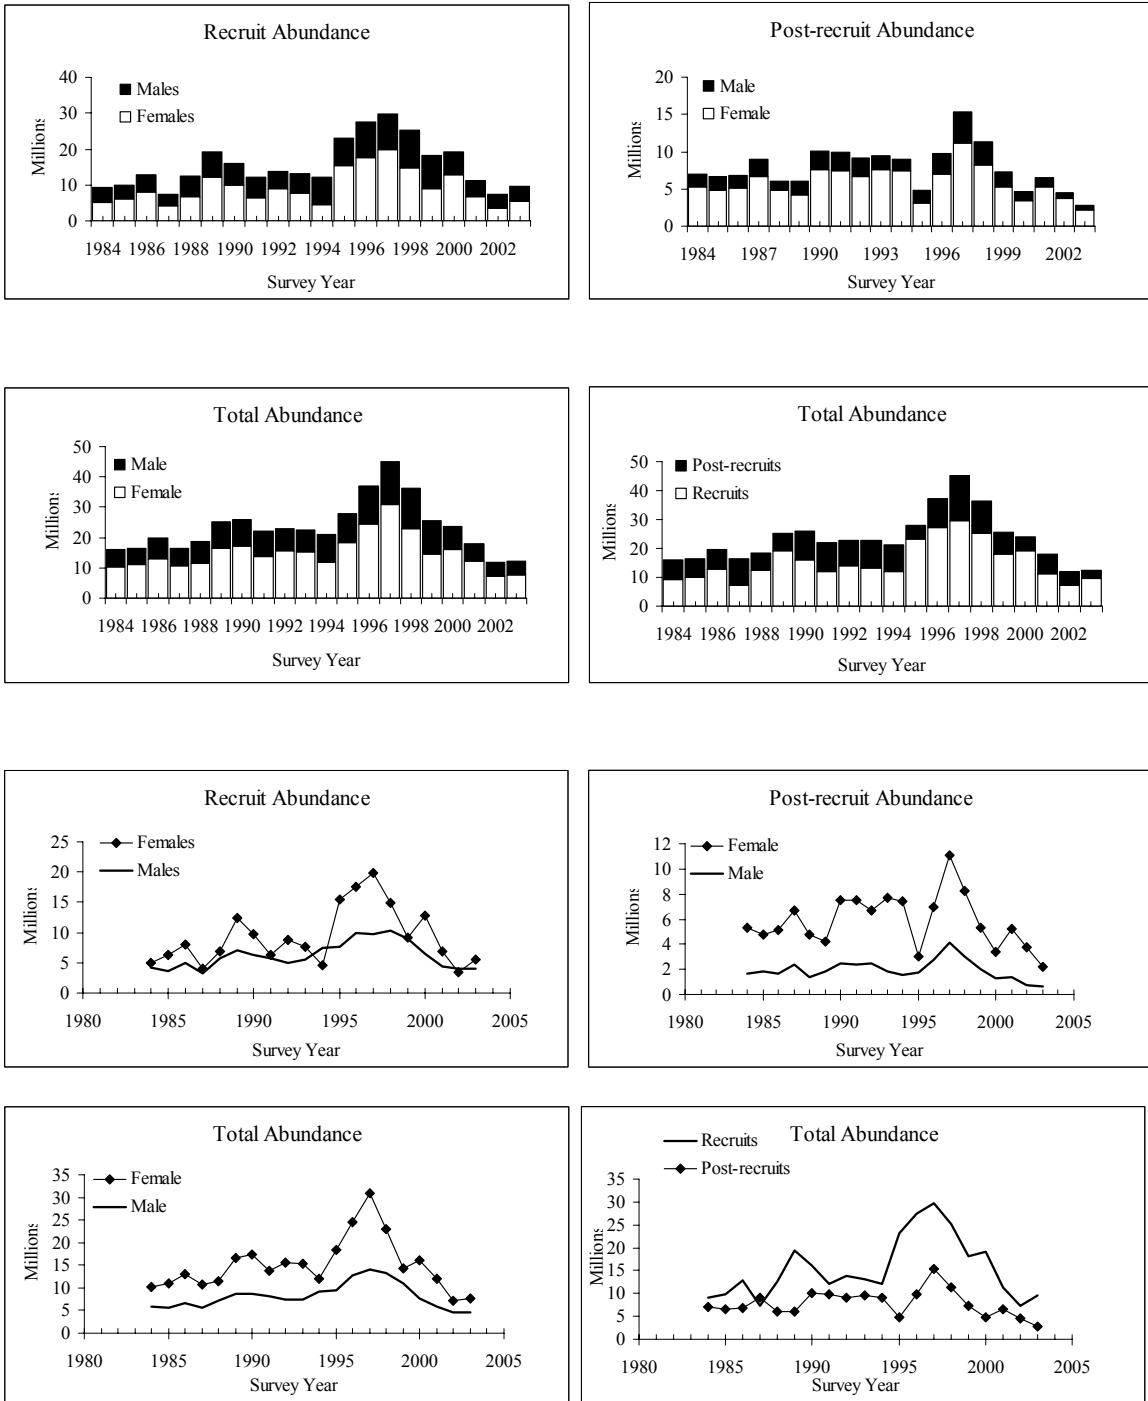 Recruit Abundance
40
30
20
10
0
Millions
Males
Females
1984 1986 1988 1990 1992 1994 1996 1998 2000 2002
Survey Year
Post-recruit Abundance
20
15
10
5
0
Millions
Male
Female
1984 1987 1990 1993 1996 1999 2002
Survey Year
Total Abundance
50
40
30
20
10
0
Millions
Male
Female
1984 1986 1988 1990 1992 1994 1996 1998 2000 2002
Survey Year
Total Abundance
50
40
30
20
10
0
Millions
Post-recruits
Recruits
1984 1986 1988 1990 1992 1994 1996 1998 2000 2002
Survey Year
Recruit Abundance
25
20
15
10
5
0
Millions
Females
Males
1980 1985 1990 1995 2000 2005
Survey Year
Post-recruit Abundance
12
10
8
6
4
2
0
Millions
Female
Male
1980 1985 1990 1995 2000 2005
Survey Year
Total Abundance
35
30
25
20
15
10
5
0
Millions
Female
Male
1980 1985 1990 1995 2000 2005
Survey Year
Total Abundance
Recruits
Post-recruits
35
30
25
20
15
10
5
0
Millions
1980 1985 1990 1995 2000 2005
Survey Year